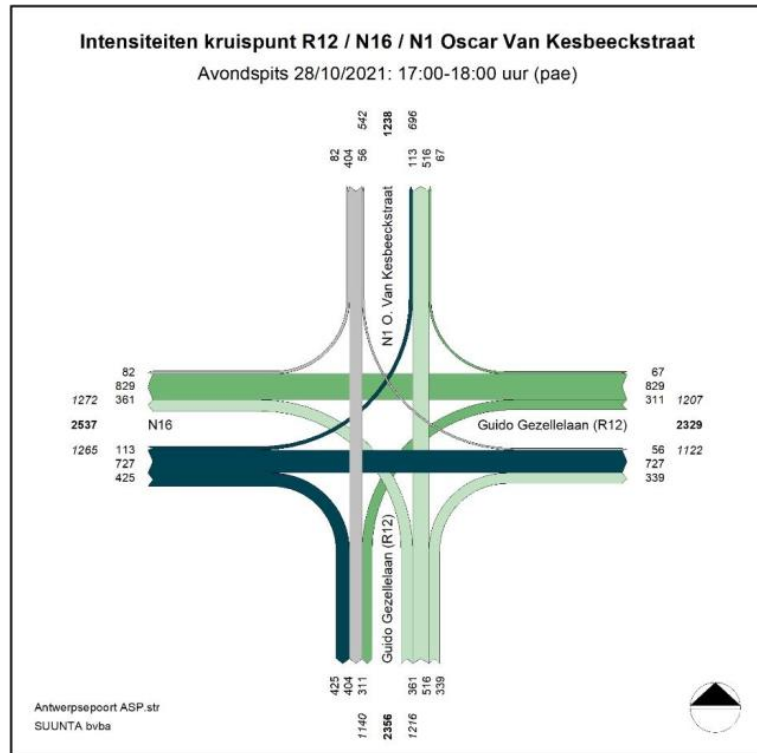 Intensiteiten kruispunt R12 / N16 / N1 Oscar Van Kesbeeckstraat
Avondspits 28/10/2021: 17:00-18:00 uur (pae)
542 1238 696
82 404 56 113 516 67
N1 O. Van Kesbeeckstraat
82 67
829 829
1272 361 311 1207
2537 N16 Guido Gezellelaan (R12) 2329
1265 113 56 1122
727 727
425 339
Guido Gezellelaan (R12)
425 404 311 361 516 339
1140 2356 1216
Antwerpsepoort ASP.str
SUUNTA bvba